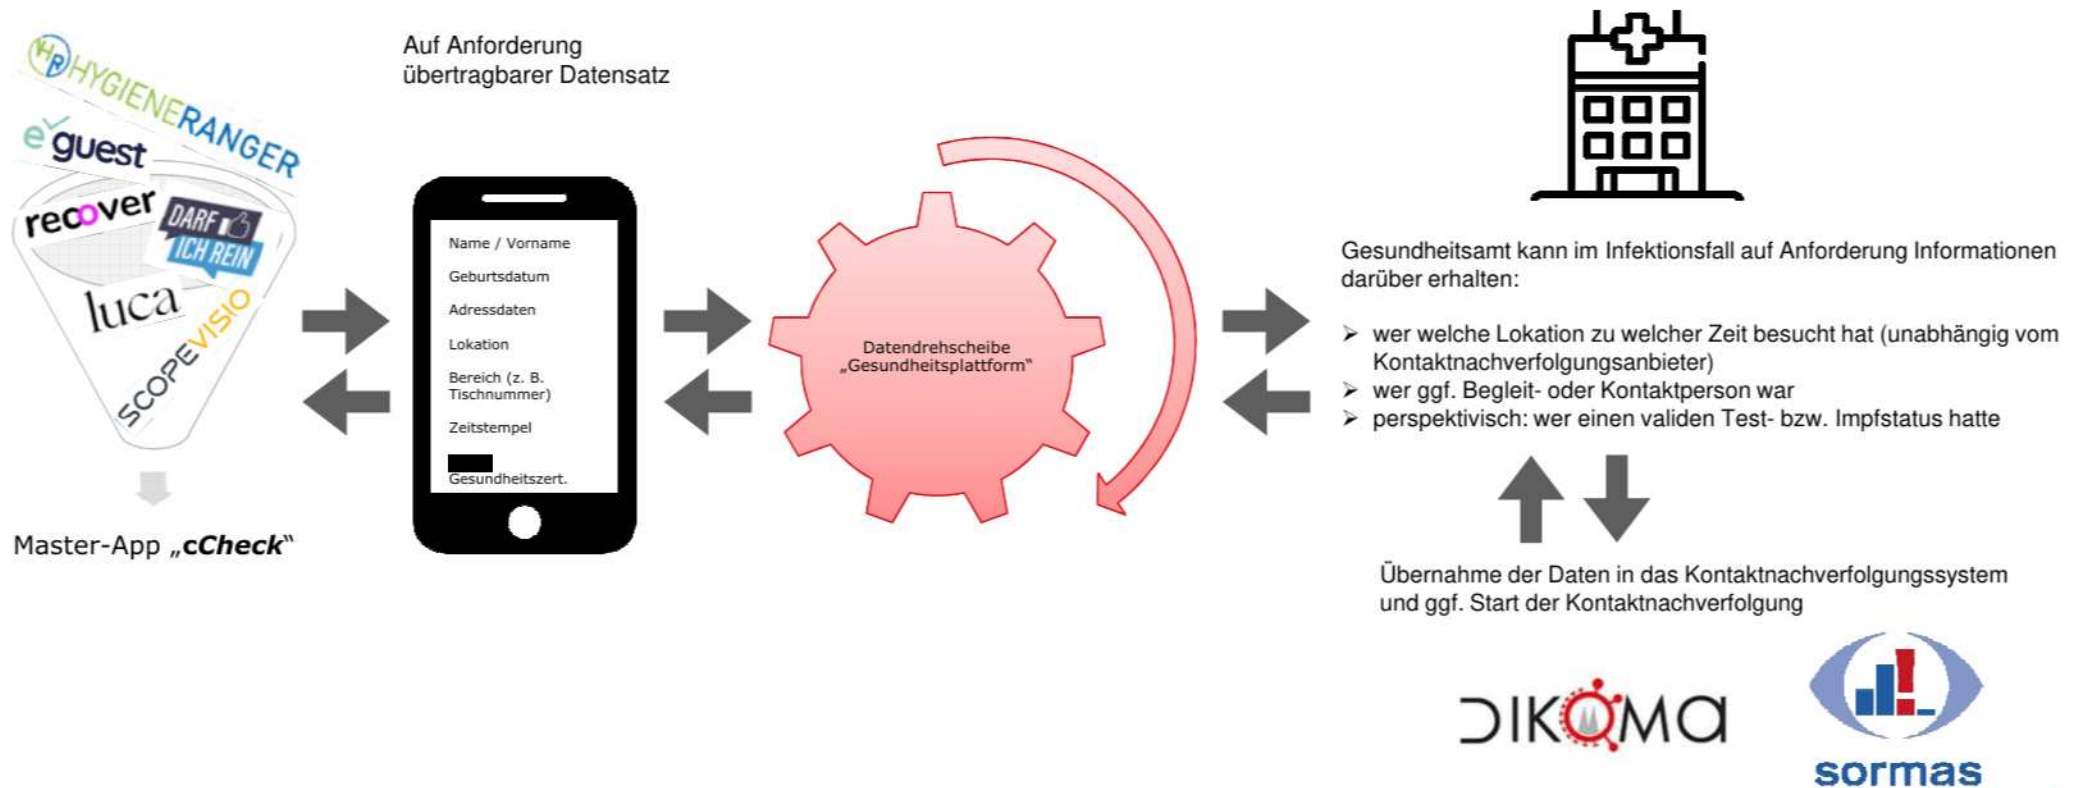 HR HYGIENERANGER
e guest
recover
DARF
ICH REIN
luca
SCOPEVISIO
Master-App „cCheck“
Auf Anforderung
übertragbarer Datensatz
Name / Vorname
Geburtsdatum
Adressdaten
Lokation
Bereich (z. B.
Tischnummer)
Zeitstempel
Gesundheitszert.
Datendrehscheibe
„Gesundheitsplattform“
Gesundheitsamt kann im Infektionsfall auf Anforderung Informationen
darüber erhalten:
➢ wer welche Lokation zu welcher Zeit besucht hat (unabhängig vom
Kontaktnachverfolgungsanbieter)
➢ wer ggf. Begleit- oder Kontaktperson war
➢ perspektivisch: wer einen validen Test- bzw. Impfstatus hatte
Übernahme der Daten in das Kontaktnachverfolgungssystem
und ggf. Start der Kontaktnachverfolgung
DIKOMa
sormas